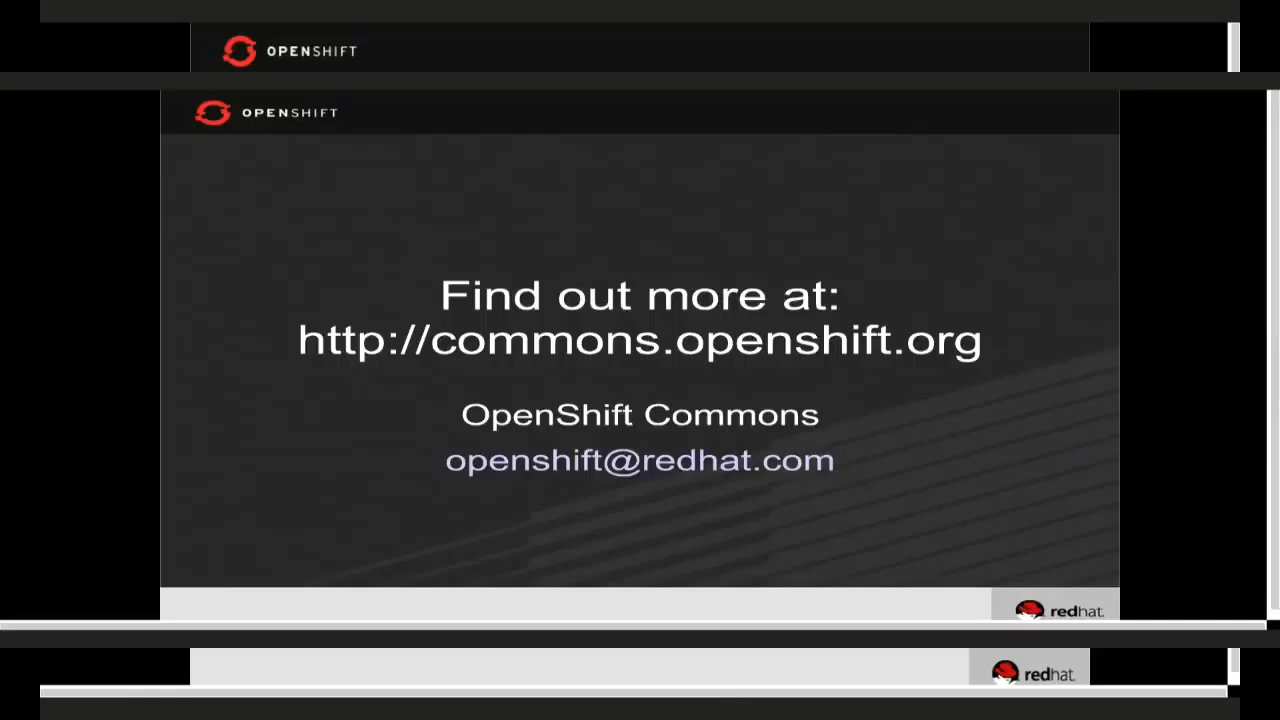 OPENSHIFT
OPENSHIFT
Find out more at:
http://commons.openshift.org
OpenShift Commons
openshift@redhat.com
redhat.
redhat.